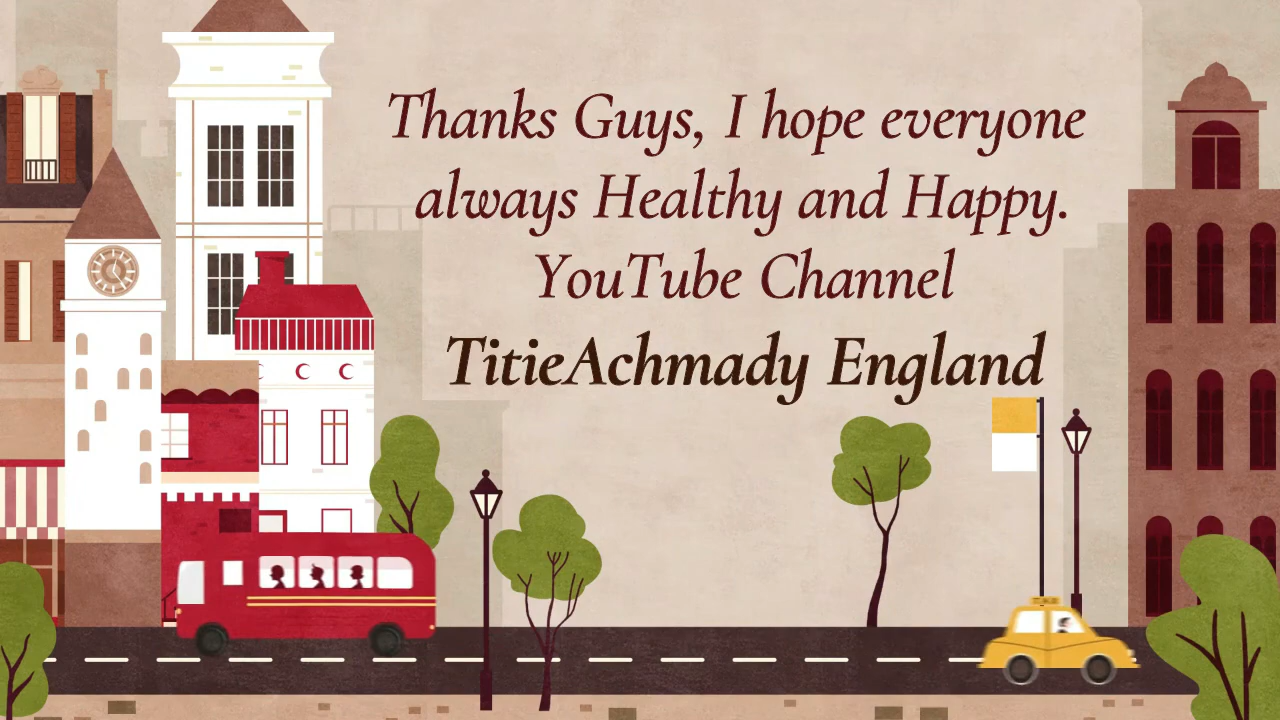 Thanks Guys, I hope everyone
always Healthy and Happy.
YouTube Channel
TitieAchmady England